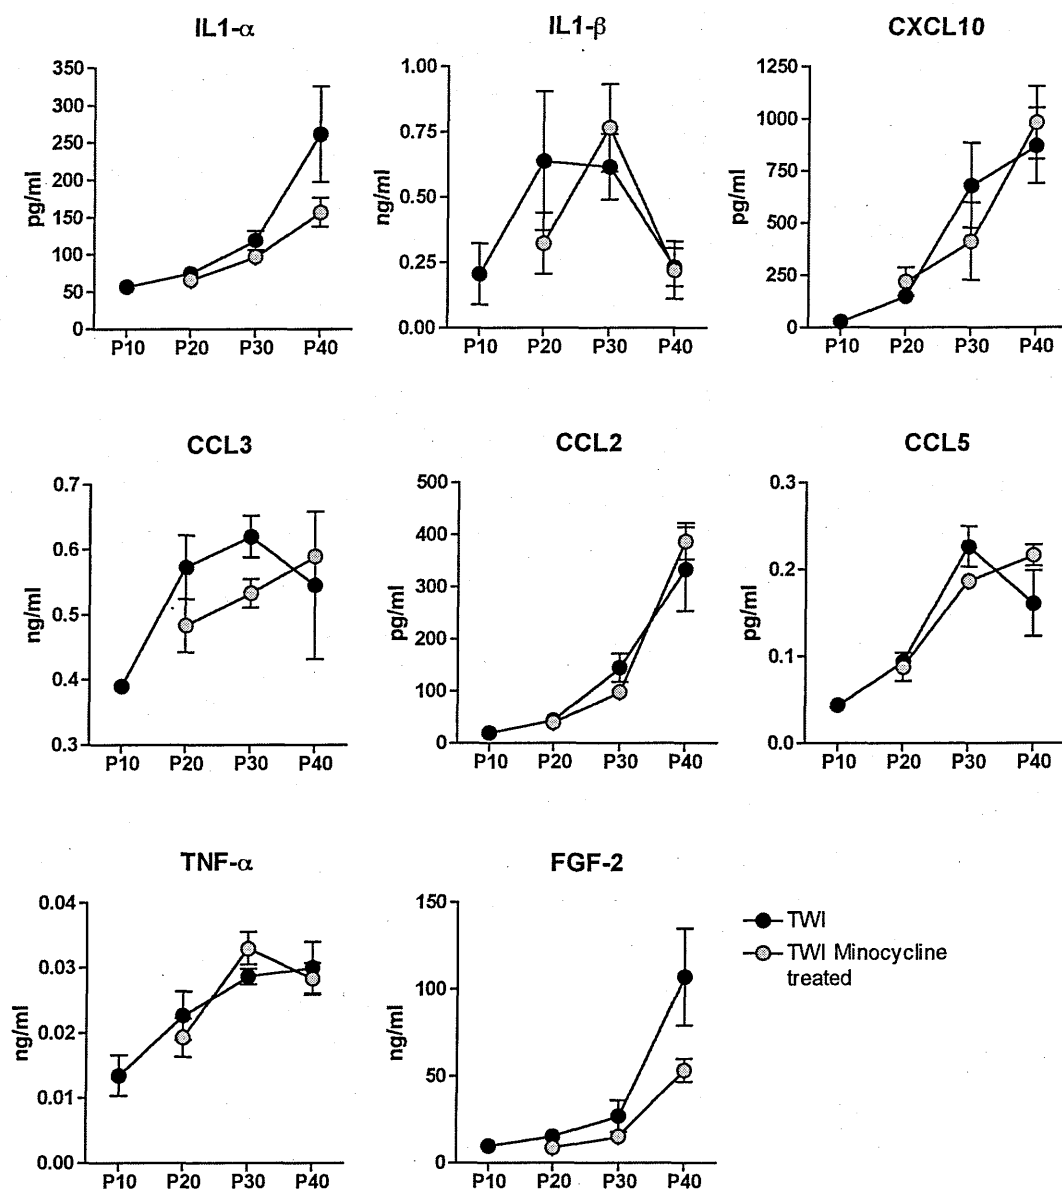 IL1-α
pg/ml
350
300
250
200
150
100
50
0
P10 P20 P30 P40
IL1-β
ng/ml
1.00
0.75
0.50
0.25
0.00
P10 P20 P30 P40
CXCL10
pg/ml
1250
1000
750
500
250
0
P10 P20 P30 P40
CCL3
ng/ml
0.7
0.6
0.5
0.4
0.3
P10 P20 P30 P40
CCL2
pg/ml
500
400
300
200
100
0
P10 P20 P30 P40
CCL5
pg/ml
0.3
0.2
0.1
0.0
P10 P20 P30 P40
TNF-α
ng/ml
0.04
0.03
0.02
0.01
0.00
P10 P20 P30 P40
FGF-2
ng/ml
150
100
50
0
P10 P20 P30 P40
TWI
TWI Minocycline
treated